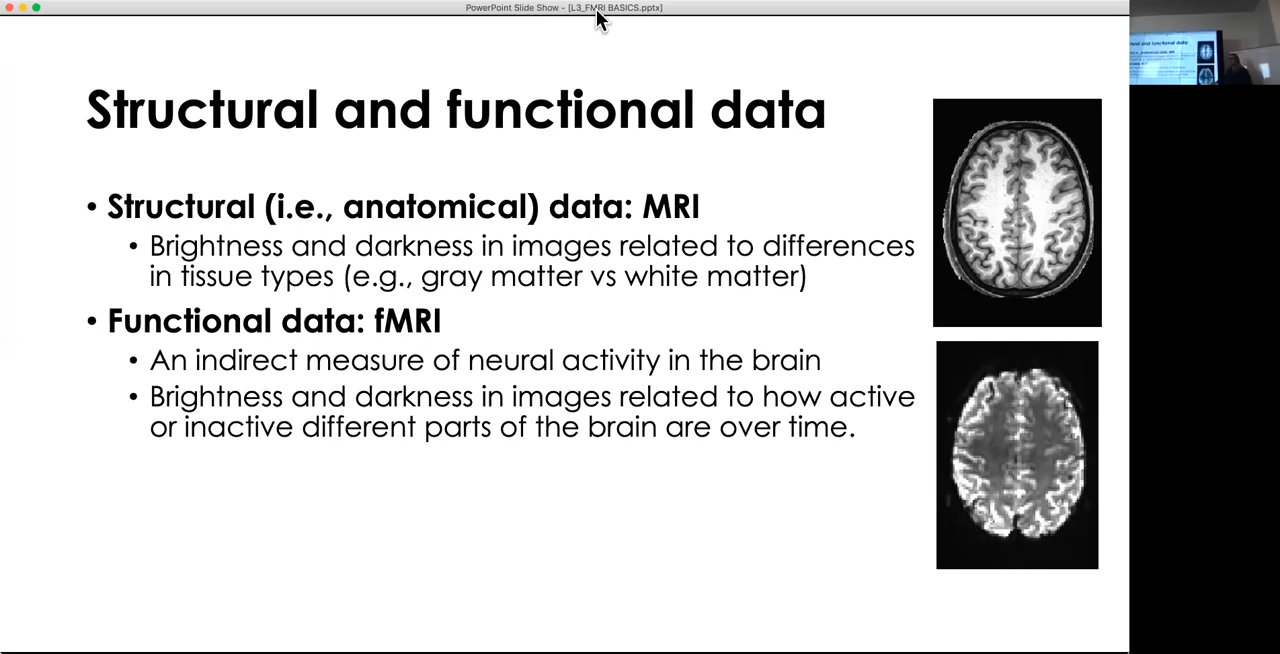 PowerPoint Slide Show - [L3_FMRI BASICS.pptx]
Structural and functional data
• Structural (i.e., anatomical) data: MRI
• Brightness and darkness in images related to differences
in tissue types (e.g., gray matter vs white matter)
• Functional data: fMRI
• An indirect measure of neural activity in the brain
• Brightness and darkness in images related to how active
or inactive different parts of the brain are over time.